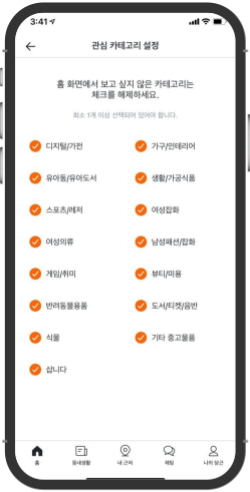 3:41
관심 카테고리 설정
홈 화면에서 보고 싶지 않은 카테고리는
체크를 해제하세요.
최소 1개 이상 선택되어 있어야 합니다.
디지털/가전
가구/인테리어
유아동/유아도서
생활/가공식품
스포츠/레저
여성잡화
여성의류
남성패션/잡화
게임/취미
뷰티/미용
반려동물용품
도서/티켓/음반
식물
기타 중고물품
삽니다
홈
동네생활
내 근처
채팅
나의 당근